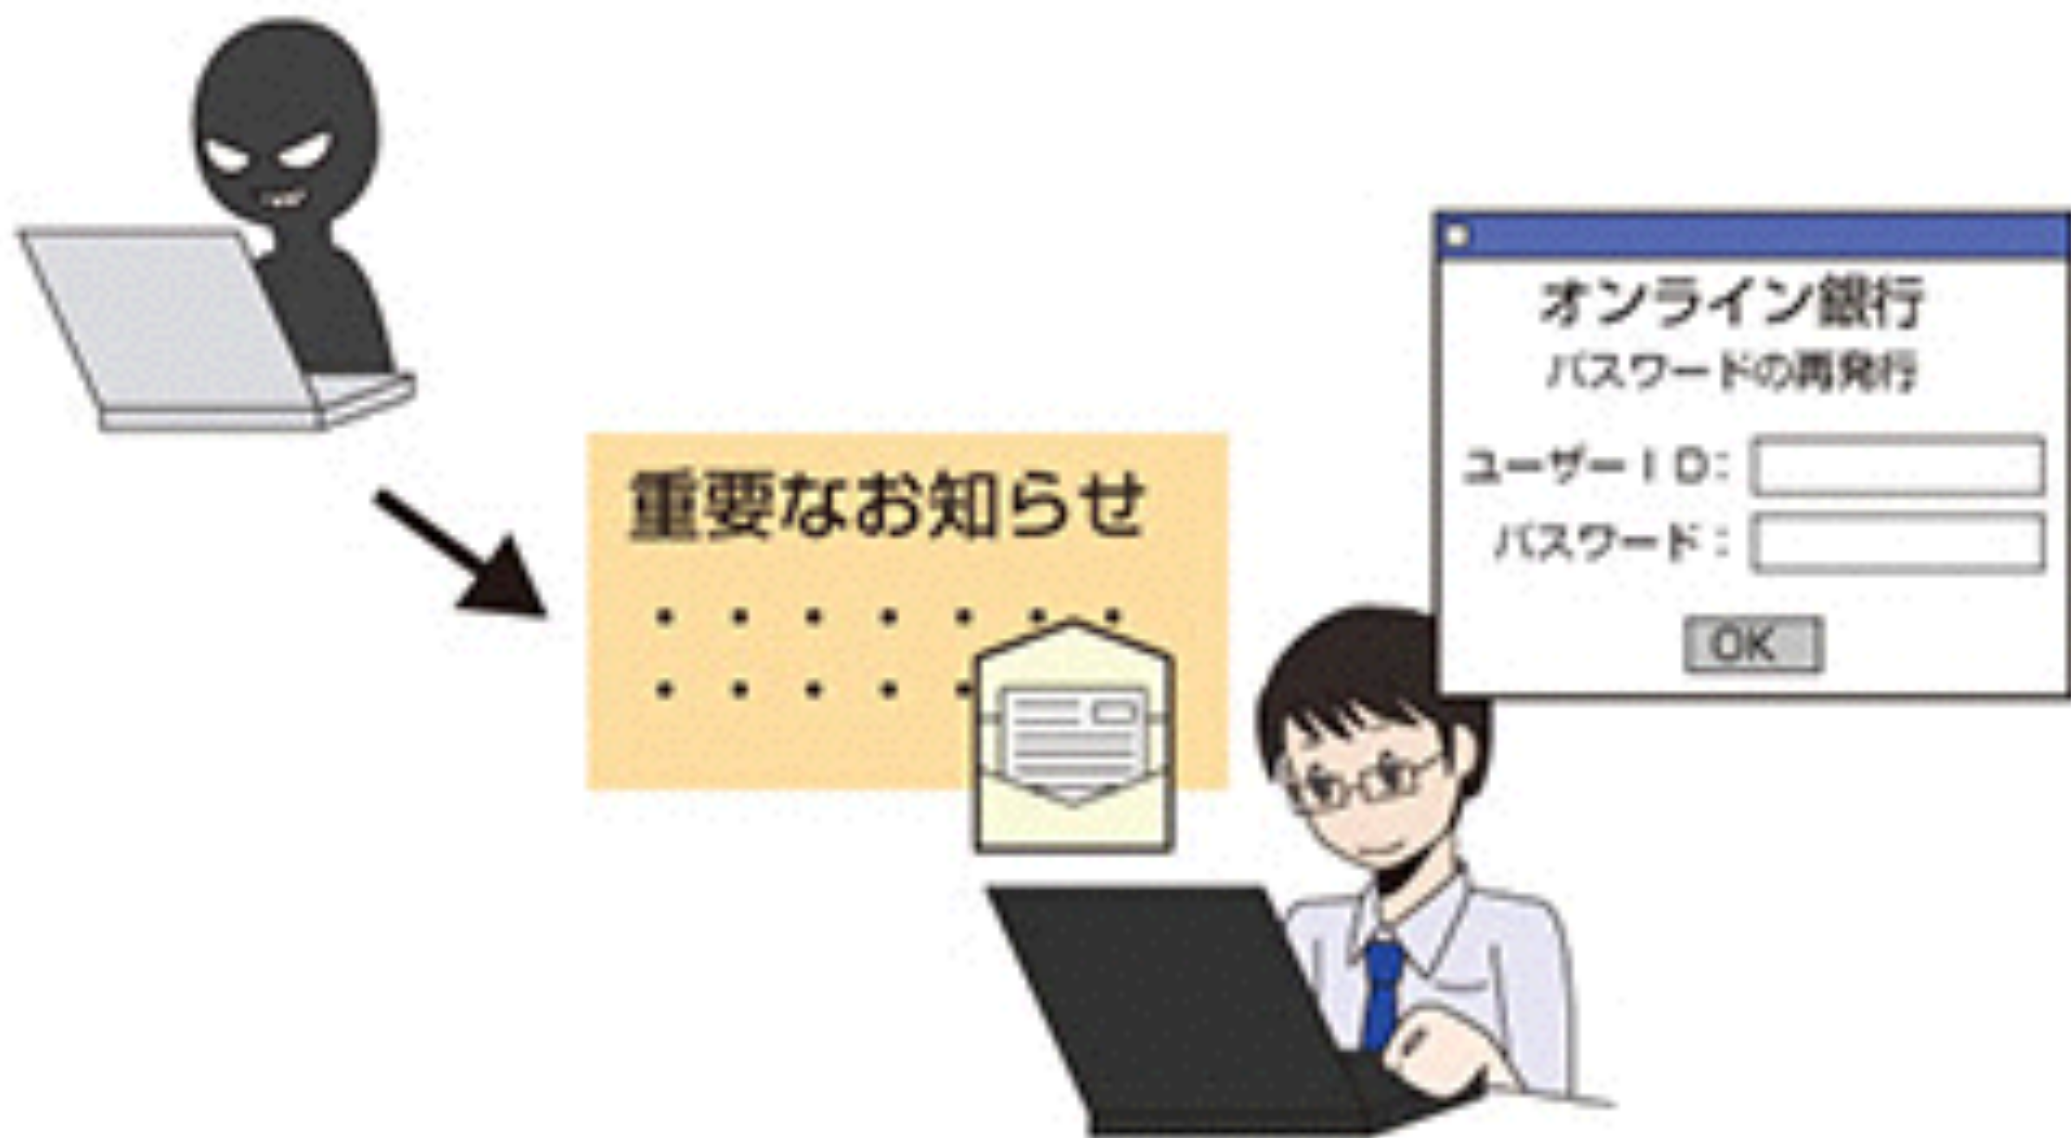 オンライン銀行
パスワードの再発行
ユーザーID:
パスワード:
OK
重要なお知らせ
・・・・・・・
・・・・・